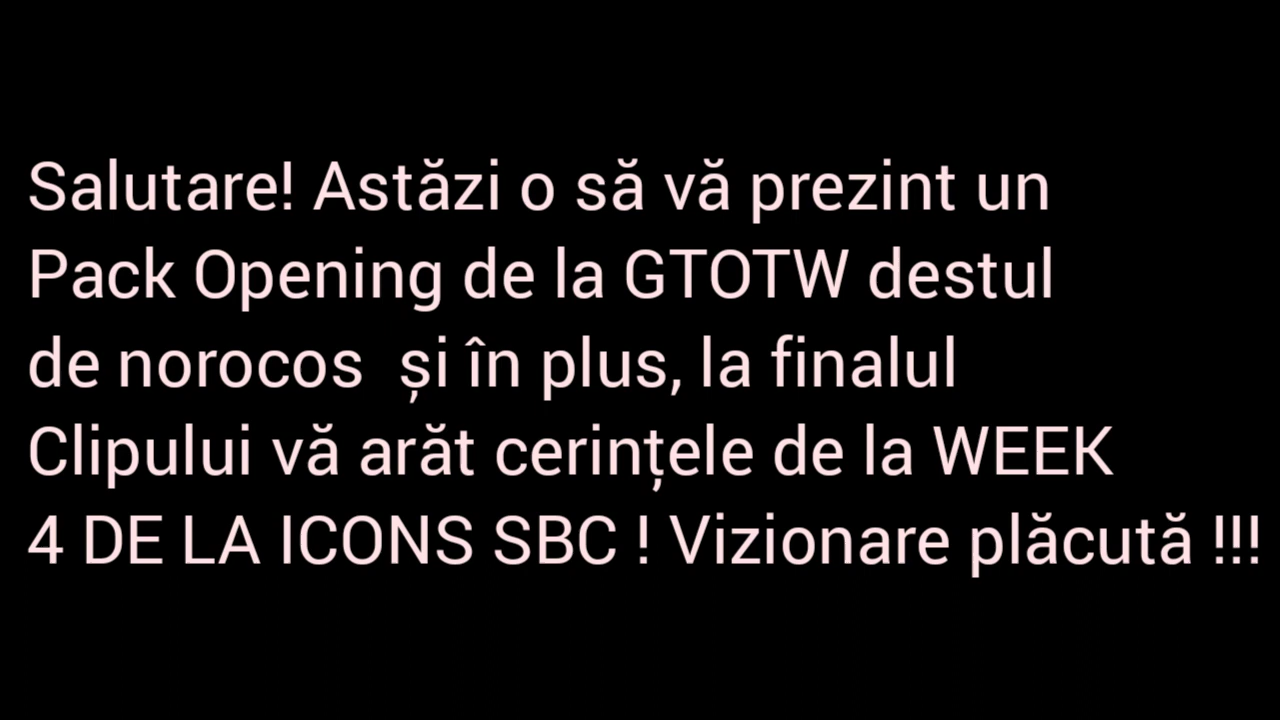 Salutare! Astăzi o să vă prezint un
Pack Opening de la GTOTW destul
de norocos  și în plus, la finalul
Clipului vă arăt cerințele de la WEEK
4 DE LA ICONS SBC ! Vizionare plăcută !!!